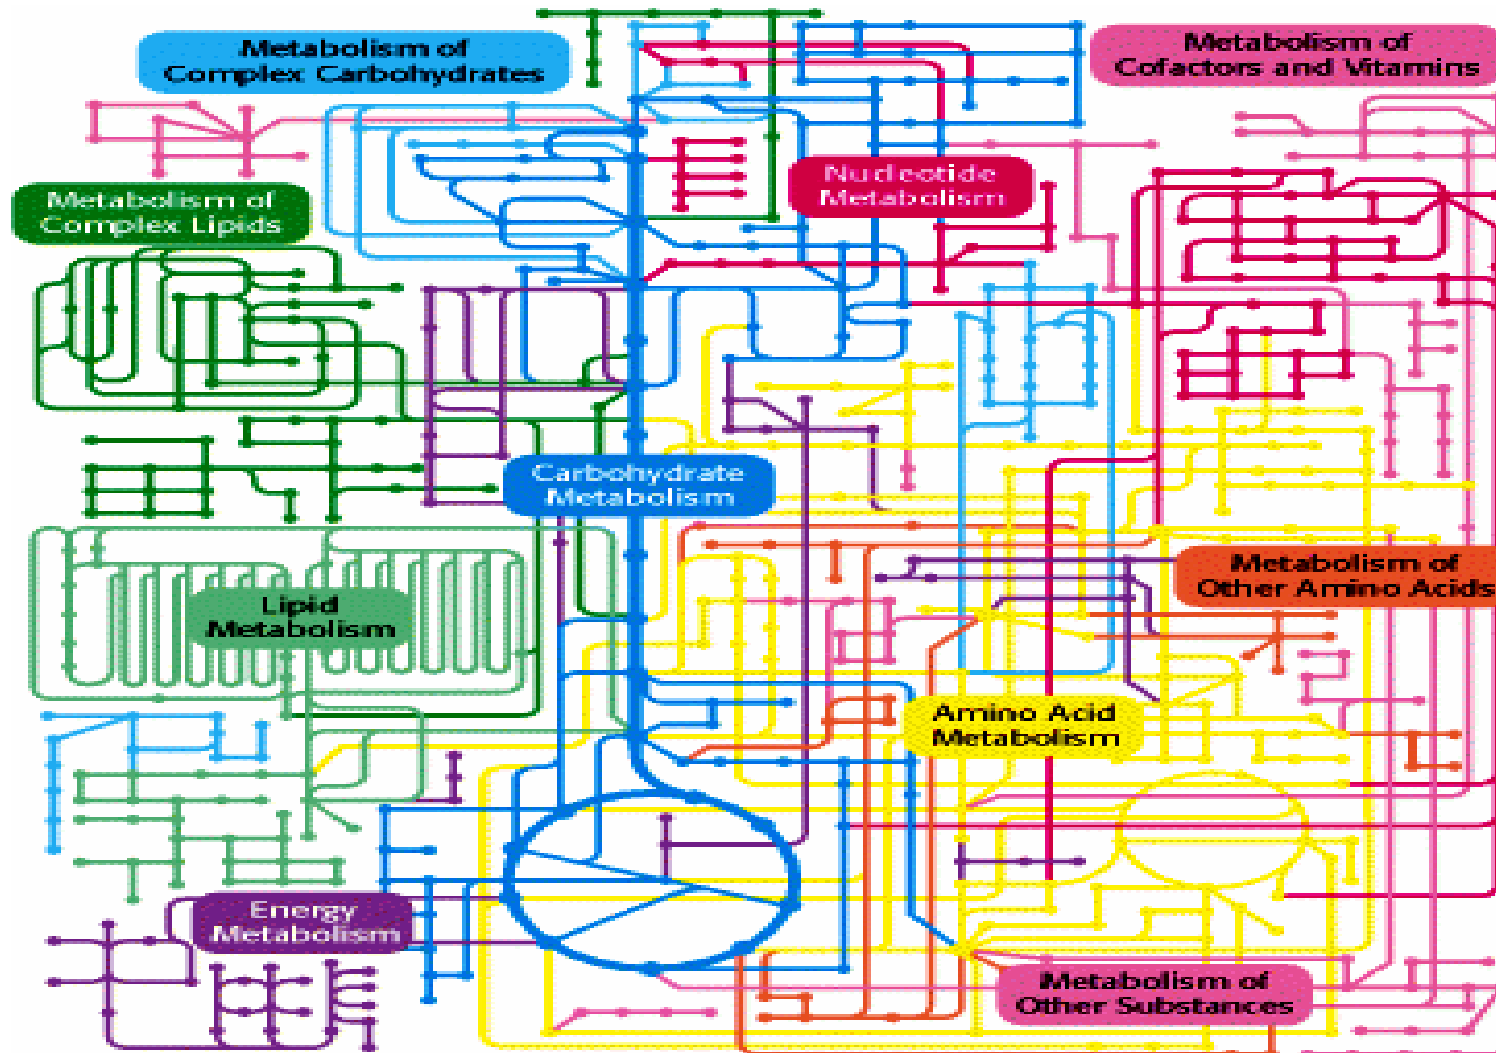 Metabolism of
Complex Carbohydrates
Metabolism of
Cofactors and Vitamins
Nucleotide
Metabolism
Metabolism of
Complex Lipids
Carbohydrate
Metabolism
Metabolism of
Other Amino Acids
Lipid
Metabolism
Amino Acid
Metabolism
Energy
Metabolism
Metabolism of
Other Substances